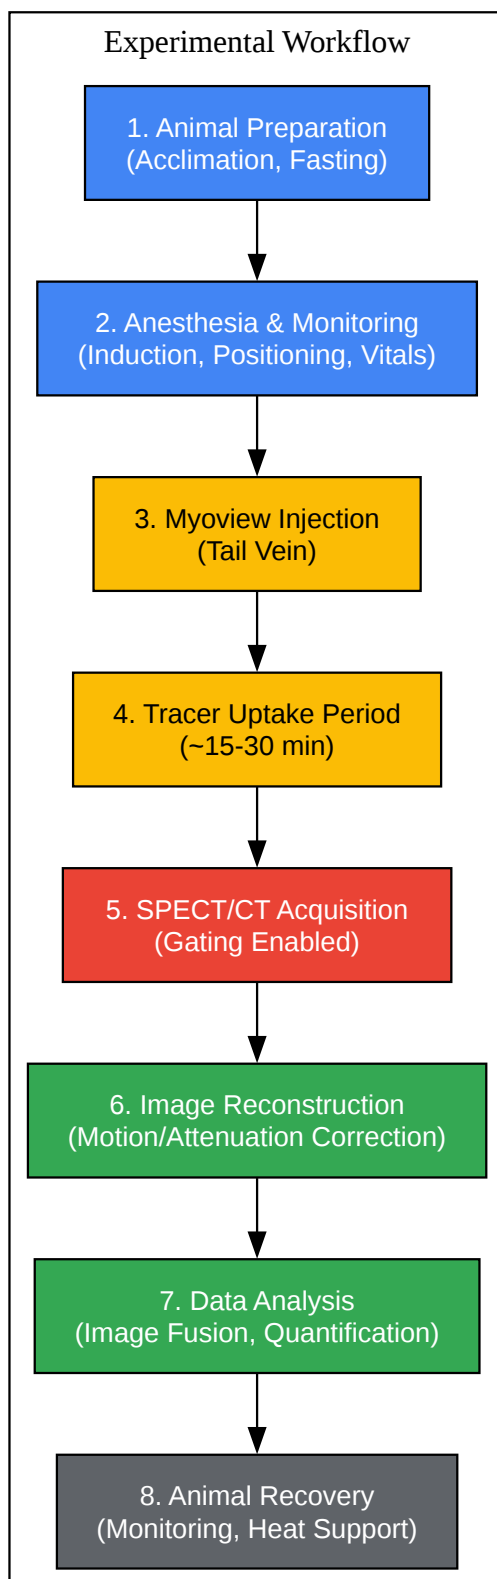 Experimental Workflow
1. Animal Preparation
(Acclimation, Fasting)
2. Anesthesia & Monitoring
(Induction, Positioning, Vitals)
3. Myoview Injection
(Tail Vein)
4. Tracer Uptake Period
(~15-30 min)
5. SPECT/CT Acquisition
(Gating Enabled)
6. Image Reconstruction
(Motion/Attenuation Correction)
7. Data Analysis
(Image Fusion, Quantification)
8. Animal Recovery
(Monitoring, Heat Support)